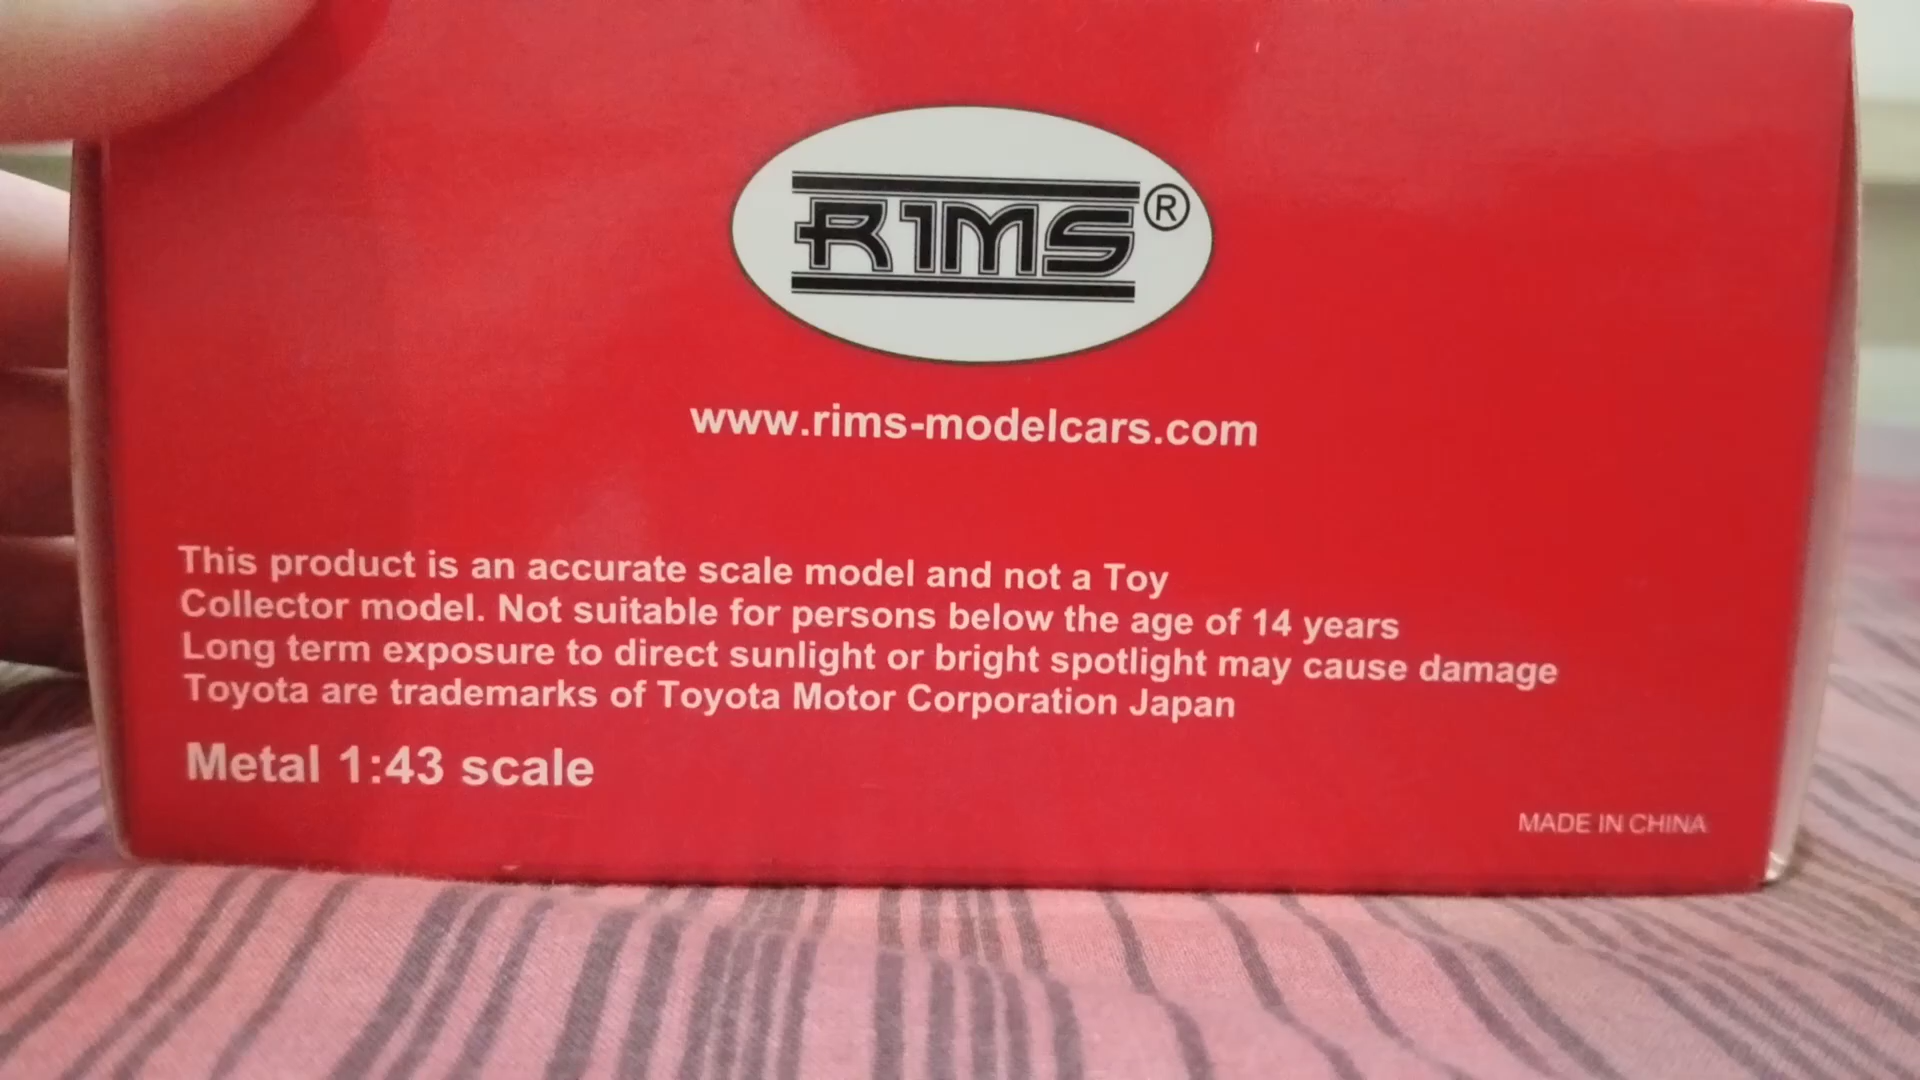 RIMS®
www.rims-modelcars.com
This product is an accurate scale model and not a Toy
Collector model. Not suitable for persons below the age of 14 years
Long term exposure to direct sunlight or bright spotlight may cause damage
Toyota are trademarks of Toyota Motor Corporation Japan
Metal 1:43 scale
MADE IN CHINA